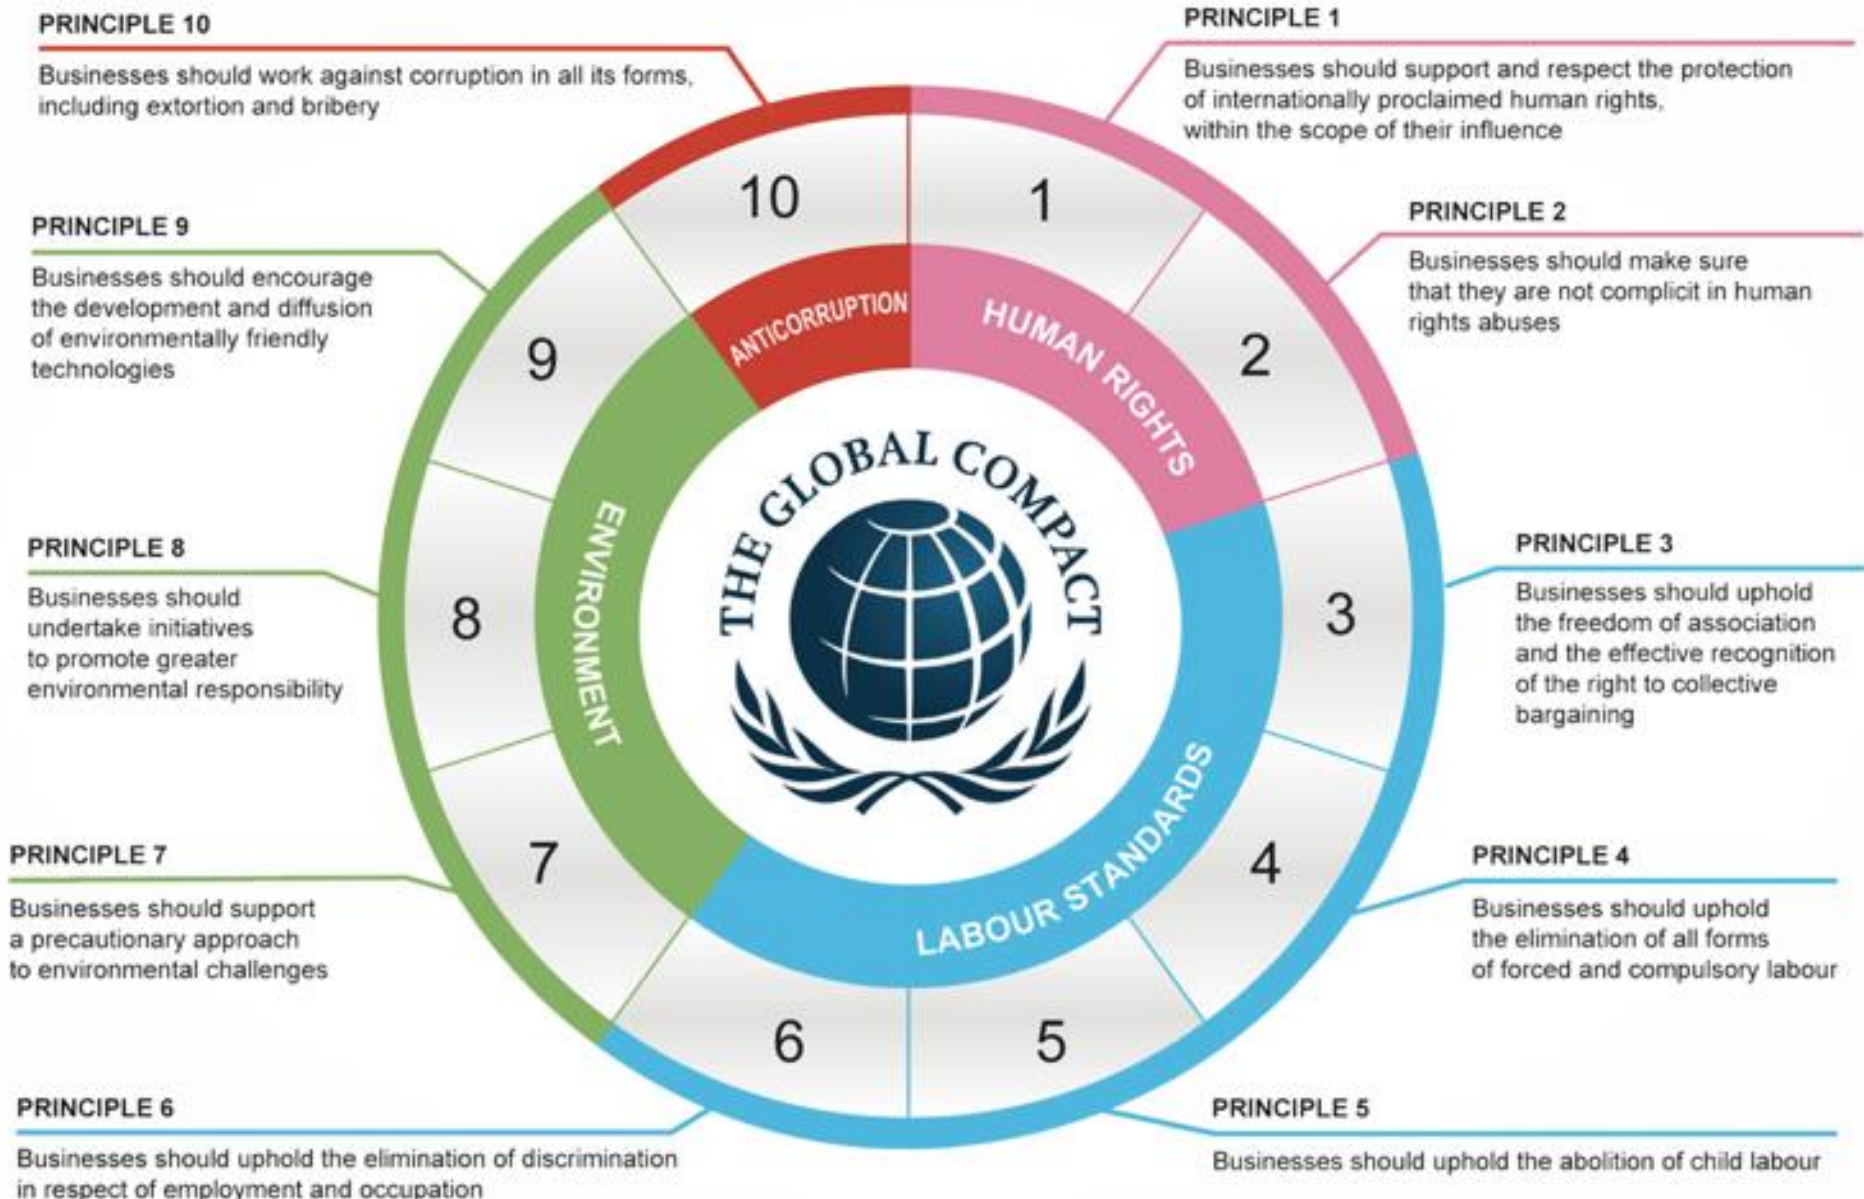 PRINCIPLE 10
Businesses should work against corruption in all its forms,
including extortion and bribery
PRINCIPLE 1
Businesses should support and respect the protection
of internationally proclaimed human rights,
within the scope of their influence
PRINCIPLE 9
Businesses should encourage
the development and diffusion
of environmentally friendly
technologies
PRINCIPLE 2
Businesses should make sure
that they are not complicit in human
rights abuses
PRINCIPLE 8
Businesses should
undertake initiatives
to promote greater
environmental responsibility
PRINCIPLE 3
Businesses should uphold
the freedom of association
and the effective recognition
of the right to collective
bargaining
PRINCIPLE 7
Businesses should support
a precautionary approach
to environmental challenges
PRINCIPLE 4
Businesses should uphold
the elimination of all forms
of forced and compulsory labour
PRINCIPLE 6
Businesses should uphold the elimination of discrimination
in respect of employment and occupation
PRINCIPLE 5
Businesses should uphold the abolition of child labour
10
1
9
2
8
3
7
4
6
5
ANTICORRUPTION
HUMAN RIGHTS
ENVIRONMENT
LABOUR STANDARDS
THE GLOBAL COMPACT